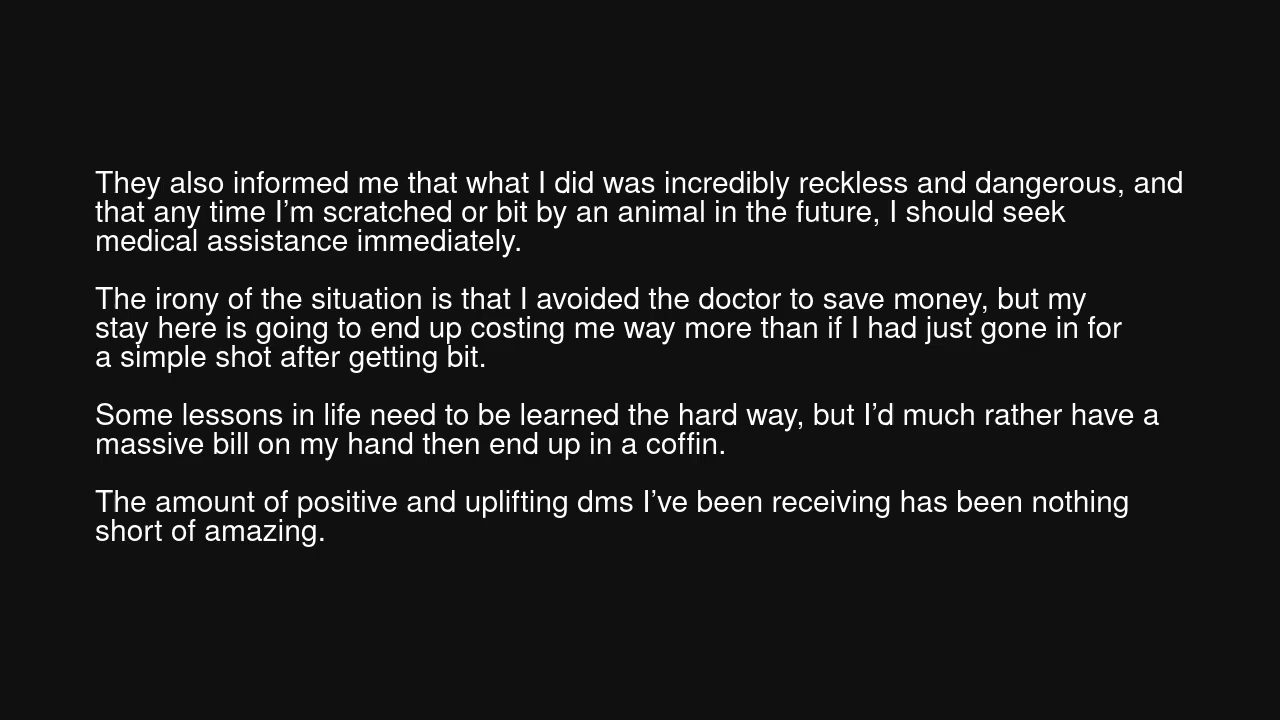 They also informed me that what I did was incredibly reckless and dangerous, and
that any time I’m scratched or bit by an animal in the future, I should seek
medical assistance immediately.
The irony of the situation is that I avoided the doctor to save money, but my
stay here is going to end up costing me way more than if I had just gone in for
a simple shot after getting bit.
Some lessons in life need to be learned the hard way, but I’d much rather have a
massive bill on my hand then end up in a coffin.
The amount of positive and uplifting dms I’ve been receiving has been nothing
short of amazing.